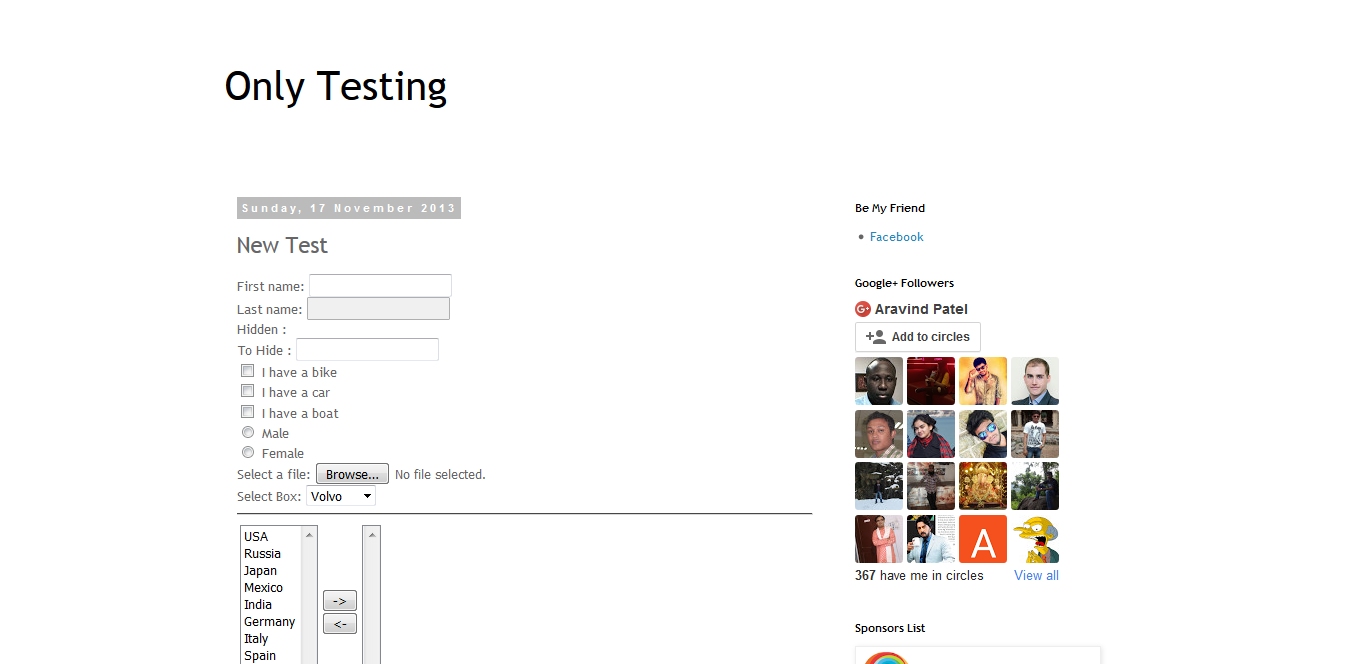 Only Testing
Sunday, 17 November 2013
New Test
First name:
Last name:
Hidden :
To Hide :
I have a bike
I have a car
I have a boat
Male
Female
Select a file: Browse... No file selected.
Select Box: Volvo
USA
Russia
Japan
Mexico
India
Germany
Italy
Spain
->
<-
Be My Friend
Facebook
Google+ Followers
G+ Aravind Patel
Add to circles
A
367 have me in circles View all
Sponsors List